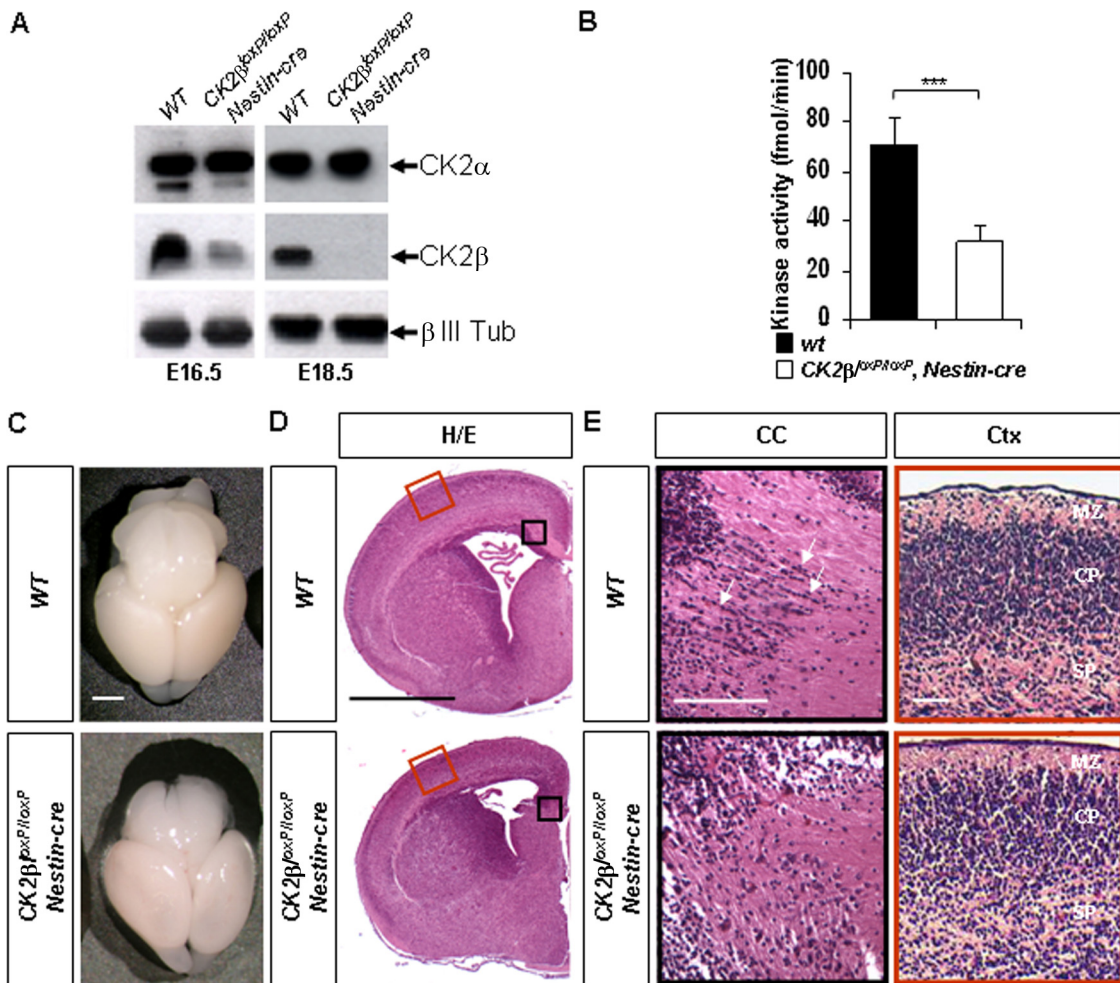 A
WT
CK2βloxP/loxP
Nestin-cre
WT
CK2βloxP/loxP
Nestin-cre
CK2α
CK2β
β III Tub
E16.5
E18.5
B
Kinase activity (fmol/min)
100
80
60
40
20
0
***
wt
CK2βloxP/loxP, Nestin-cre
C
D
H/E
E
CC
Ctx
WT
WT
WT
MZ
CP
SP
CK2βloxP/loxP
Nestin-cre
CK2βloxP/loxP
Nestin-cre
CK2βloxP/loxP
Nestin-cre
MZ
CP
SP